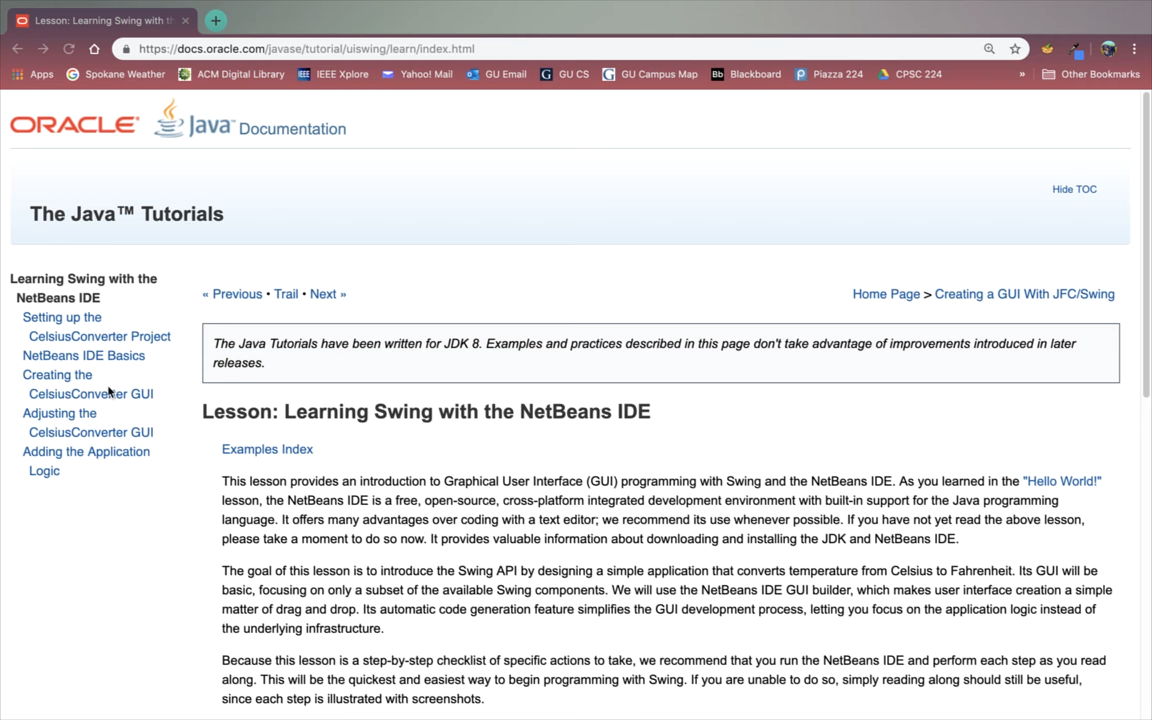 Lesson: Learning Swing with th
https://docs.oracle.com/javase/tutorial/uiswing/learn/index.html
Apps Spokane Weather ACM Digital Library IEEE Xplore Yahoo! Mail GU Email GU CS GU Campus Map Blackboard Piazza 224 CPSC 224 » Other Bookmarks
ORACLE Java™ Documentation
Hide TOC
The Java™ Tutorials
Learning Swing with the
NetBeans IDE
Setting up the
CelsiusConverter Project
NetBeans IDE Basics
Creating the
CelsiusConverter GUI
Adjusting the
CelsiusConverter GUI
Adding the Application
Logic
« Previous • Trail • Next »
Home Page > Creating a GUI With JFC/Swing
The Java Tutorials have been written for JDK 8. Examples and practices described in this page don't take advantage of improvements introduced in later
releases.
Lesson: Learning Swing with the NetBeans IDE
Examples Index
This lesson provides an introduction to Graphical User Interface (GUI) programming with Swing and the NetBeans IDE. As you learned in the "Hello World!"
lesson, the NetBeans IDE is a free, open-source, cross-platform integrated development environment with built-in support for the Java programming
language. It offers many advantages over coding with a text editor; we recommend its use whenever possible. If you have not yet read the above lesson,
please take a moment to do so now. It provides valuable information about downloading and installing the JDK and NetBeans IDE.
The goal of this lesson is to introduce the Swing API by designing a simple application that converts temperature from Celsius to Fahrenheit. Its GUI will be
basic, focusing on only a subset of the available Swing components. We will use the NetBeans IDE GUI builder, which makes user interface creation a simple
matter of drag and drop. Its automatic code generation feature simplifies the GUI development process, letting you focus on the application logic instead of
the underlying infrastructure.
Because this lesson is a step-by-step checklist of specific actions to take, we recommend that you run the NetBeans IDE and perform each step as you read
along. This will be the quickest and easiest way to begin programming with Swing. If you are unable to do so, simply reading along should still be useful,
since each step is illustrated with screenshots.